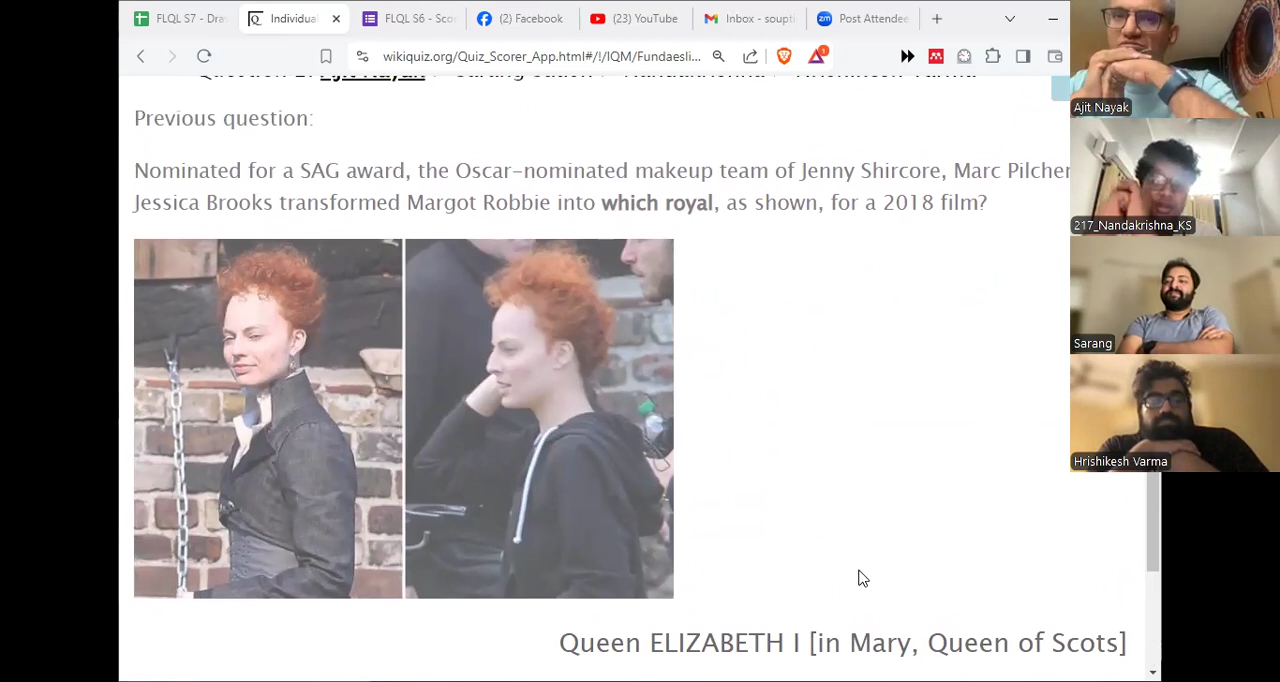 FLQL S7 - Dra
Individual
FLQL S6 - Scor
(2) Facebook
(23) YouTube
Inbox - soupti
Post Attendee
wikiquiz.org/Quiz_Scorer_App.html#/!/IQM/Fundaesli
Previous question:
Nominated for a SAG award, the Oscar-nominated makeup team of Jenny Shircore, Marc Pilcher
Jessica Brooks transformed Margot Robbie into which royal, as shown, for a 2018 film?
Queen ELIZABETH I [in Mary, Queen of Scots]
Ajit Nayak
217_Nandakrishna_KS
Sarang
Hrishikesh Varma